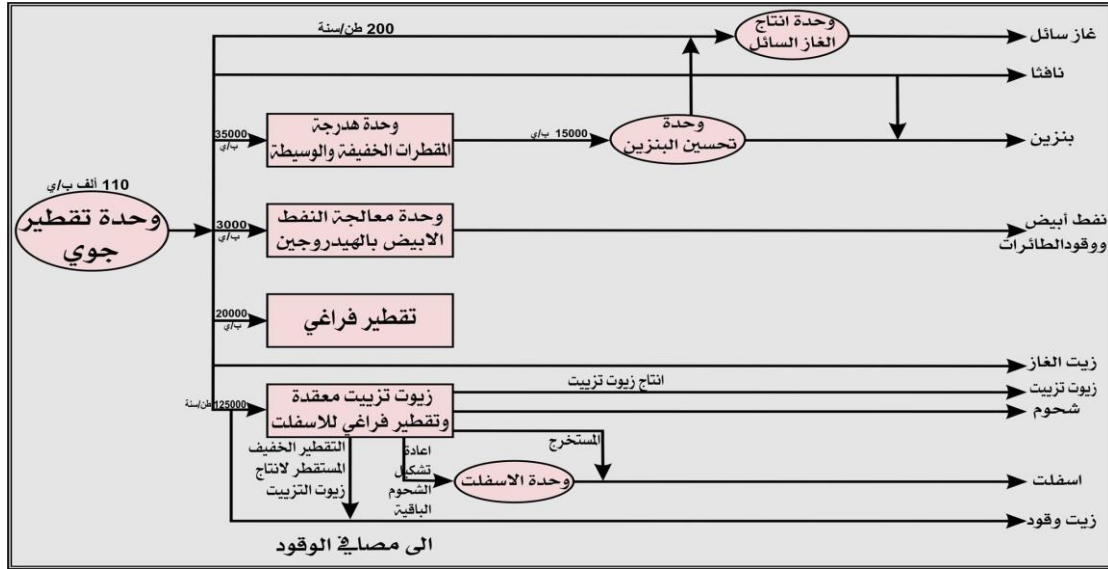 200 طن/سنة
وحدة انتاج
الغاز السائل
غاز سائل
نافثا
35000
ب/ي
وحدة هدرجة
المقطرات الخفيفة والوسيطة
15000 ب/ي
وحدة
تحسين البنزين
بنزين
110 ألف ب/ي
وحدة تقطير
جوي
3000
ب/ي
وحدة معالجة النفط
الابيض بالهيدروجين
نفط أبيض
ووقودالطائرات
20000
ب/ي
تقطير فراغي
زيت الغاز
انتاج زيوت تزييت
زيوت تزييت
125000 طن/سنة
زيوت تزييت معقدة
وتقطير فراغي للاسفلت
شحوم
المستخرج
التقطير الخفيف
المستقطر لانتاج
زيوت التزييت
اعادة
تشكيل
الشحوم
الباقية
وحدة الاسفلت
اسفلت
زيت وقود
الى مصافي الوقود